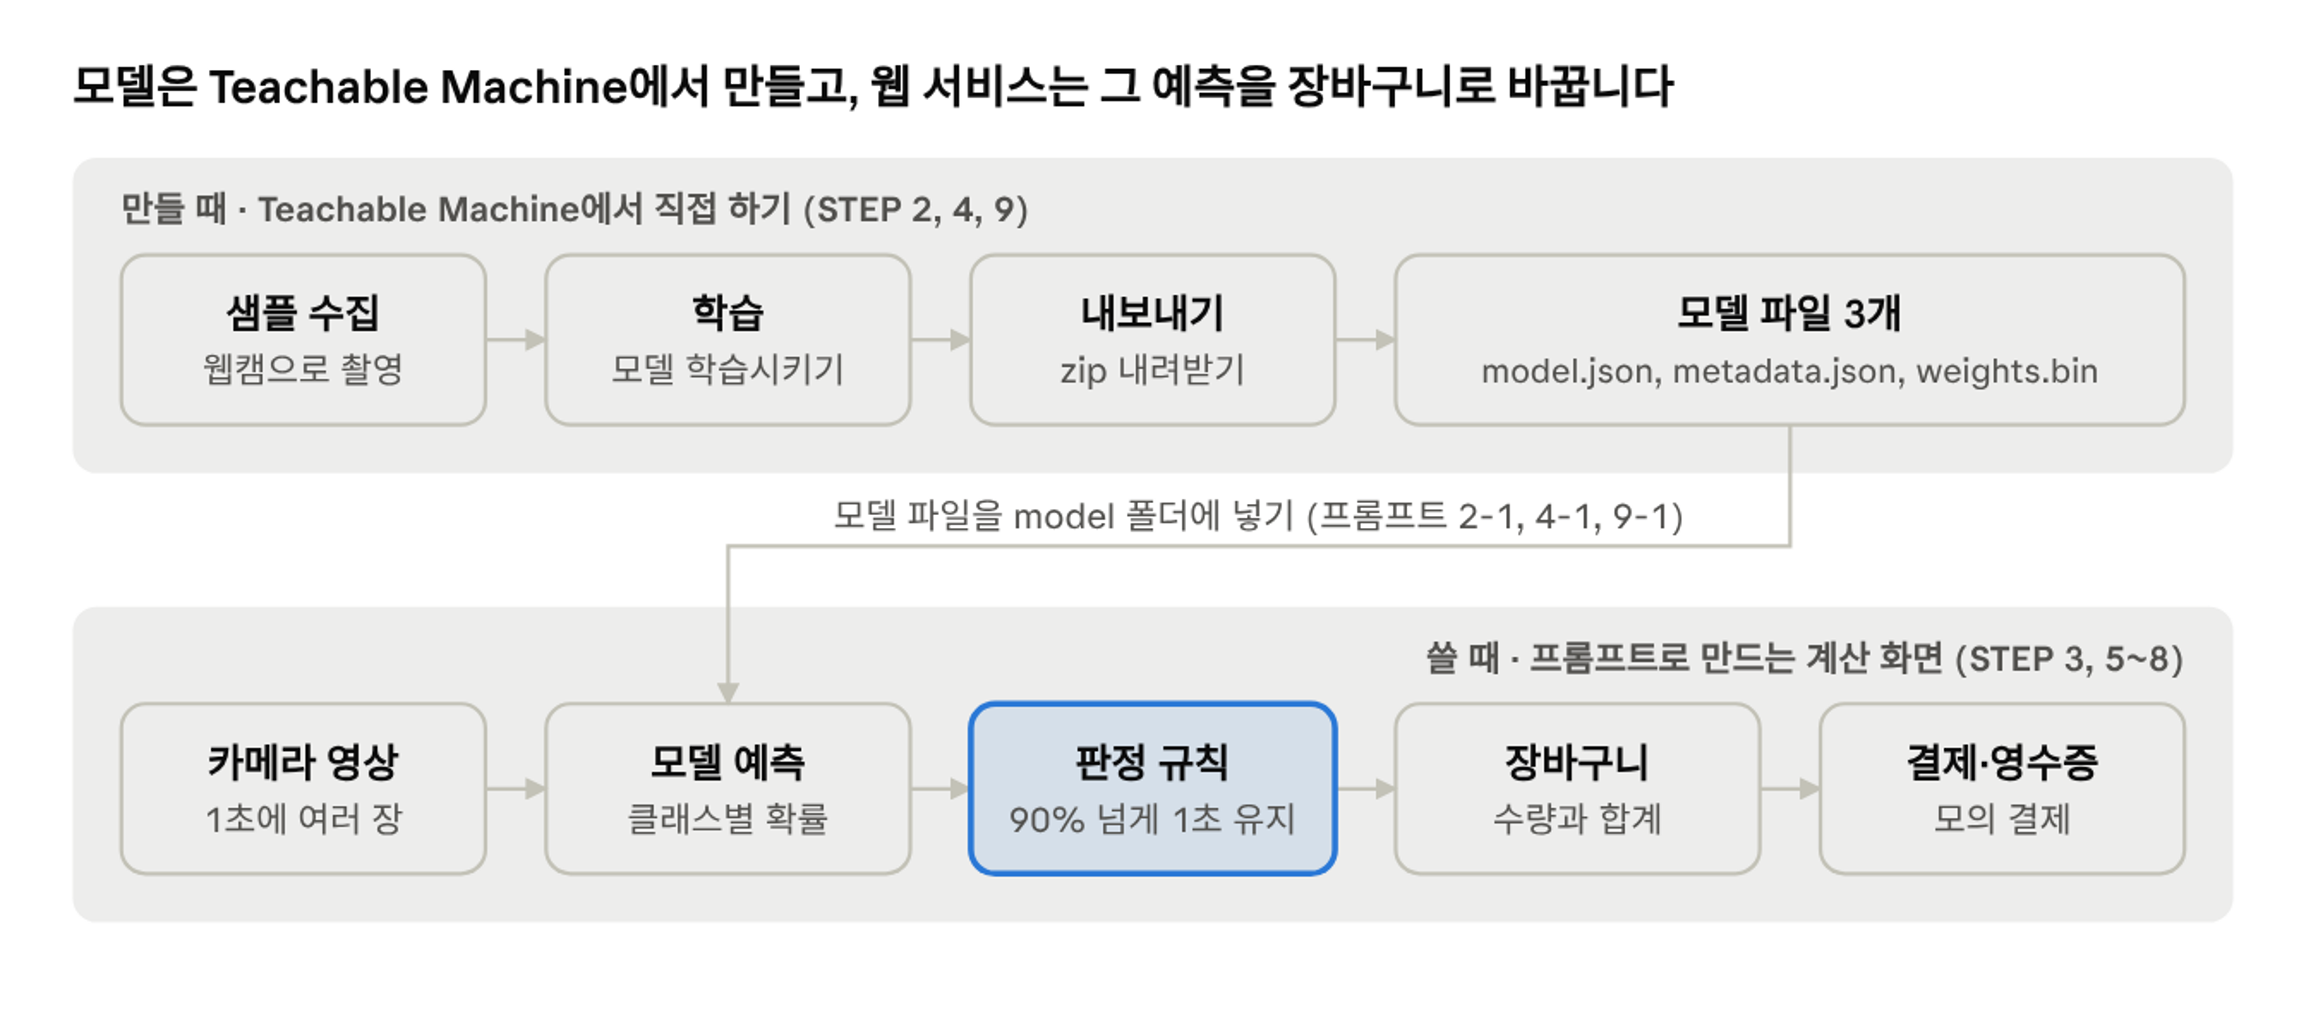 모델은 Teachable Machine에서 만들고, 웹 서비스는 그 예측을 장바구니로 바꿉니다
만들 때 · Teachable Machine에서 직접 하기 (STEP 2, 4, 9)
샘플 수집
웹캠으로 촬영
학습
모델 학습시키기
내보내기
zip 내려받기
모델 파일 3개
model.json, metadata.json, weights.bin
모델 파일을 model 폴더에 넣기 (프롬프트 2-1, 4-1, 9-1)
쓸 때 · 프롬프트로 만드는 계산 화면 (STEP 3, 5~8)
카메라 영상
1초에 여러 장
모델 예측
클래스별 확률
판정 규칙
90% 넘게 1초 유지
장바구니
수량과 합계
결제·영수증
모의 결제